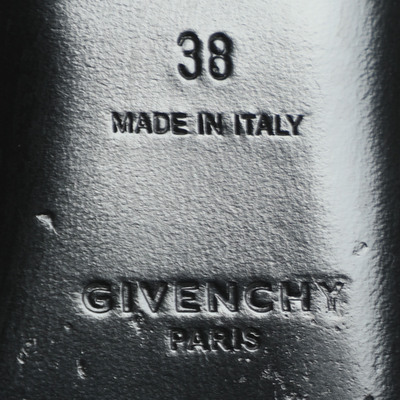 38
MADE IN ITALY
GIVENCHY
PARIS